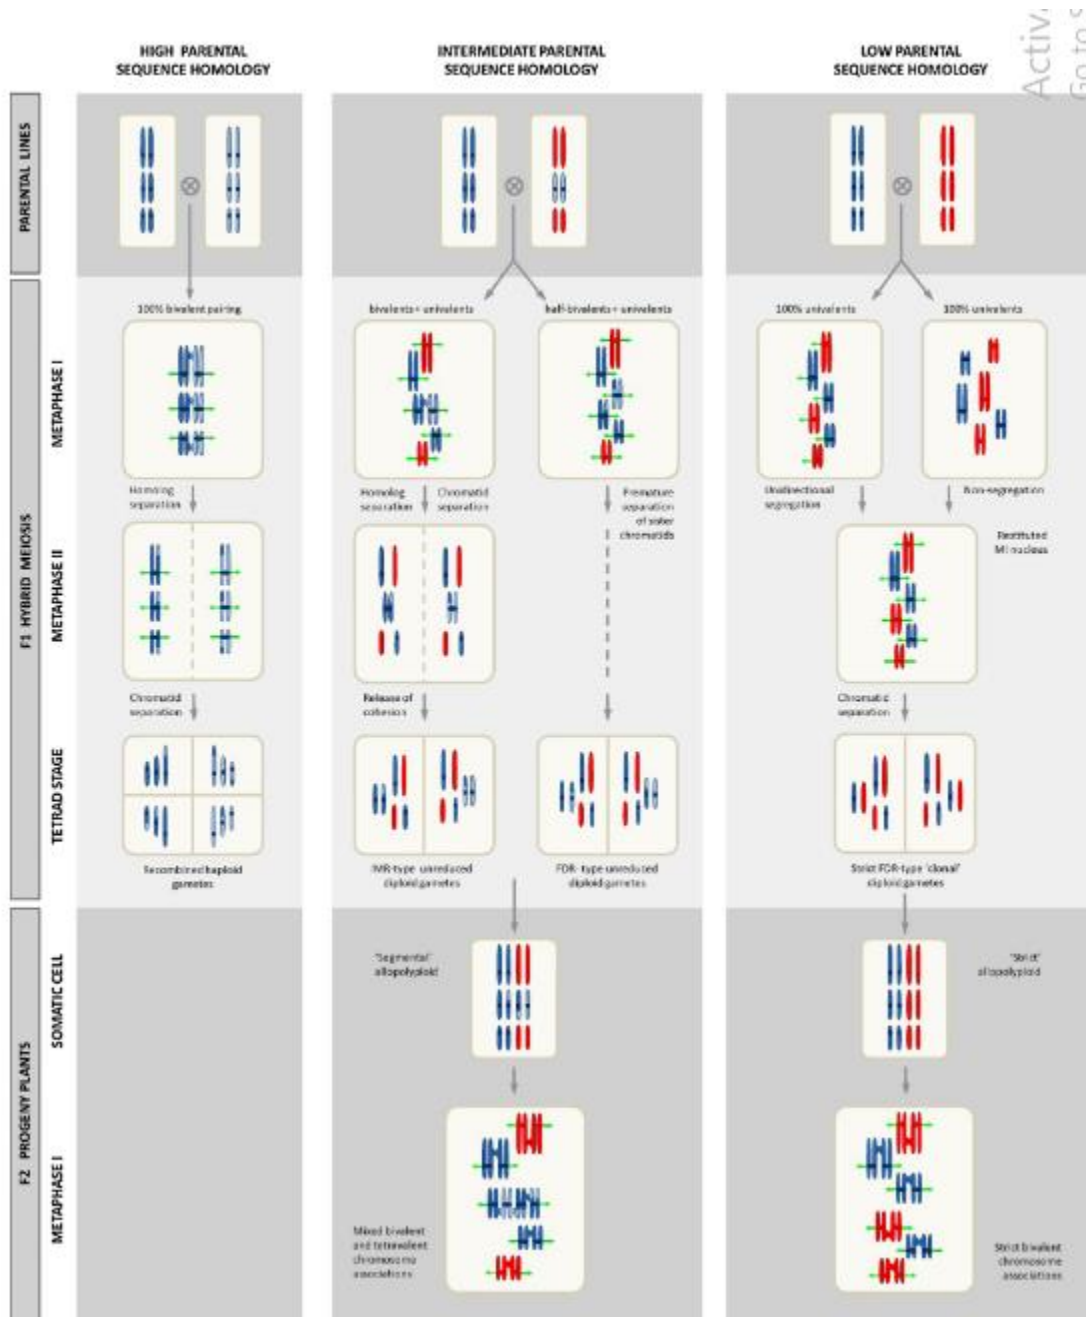 HIGH PARENTAL
SEQUENCE HOMOLOGY
INTERMEDIATE PARENTAL
SEQUENCE HOMOLOGY
LOW PARENTAL
SEQUENCE HOMOLOGY
Activ
Go to S
PARENTAL LINES
F1 HYBRID MEIOSIS
METAPHASE I
100% bivalent pairing
bivalents+ univalents
half-bivalents+ univalents
100% univalents
100% univalents
Homolog
separation
Homolog
separation
Chromatid
separation
Premature
separation
of sister
chromatids
Unidirectional
segregation
Non-segregation
METAPHASE II
Restituted
MI nucleus
Chromatid
separation
Release of
cohesion
Chromatic
separation
TETRAD STAGE
Recombined haploid
gametes
IMR-type unreduced
diploid gametes
FDR- type unreduced
diploid gametes
Strict FDR-type 'clonal'
diploid gametes
F2 PROGENY PLANTS
SOMATIC CELL
"Segmental"
allopolyploid
'Strict'
allopolyploid
METAPHASE I
Mixed bivalent
and tetravalent
chromosome
associations
Strict bivalent
chromosome
associations